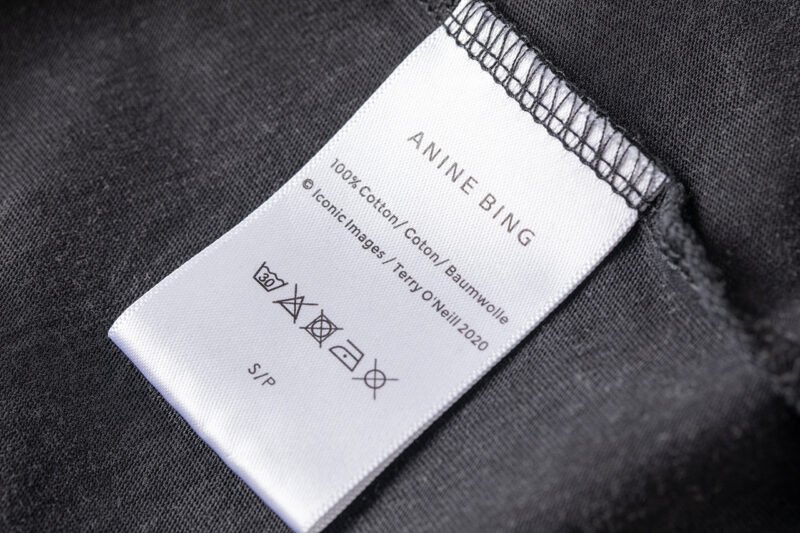 ANINE BING
100% Cotton/ Coton/ Baumwolle
© Iconic Images / Terry O'Neill 2020
30
S/P